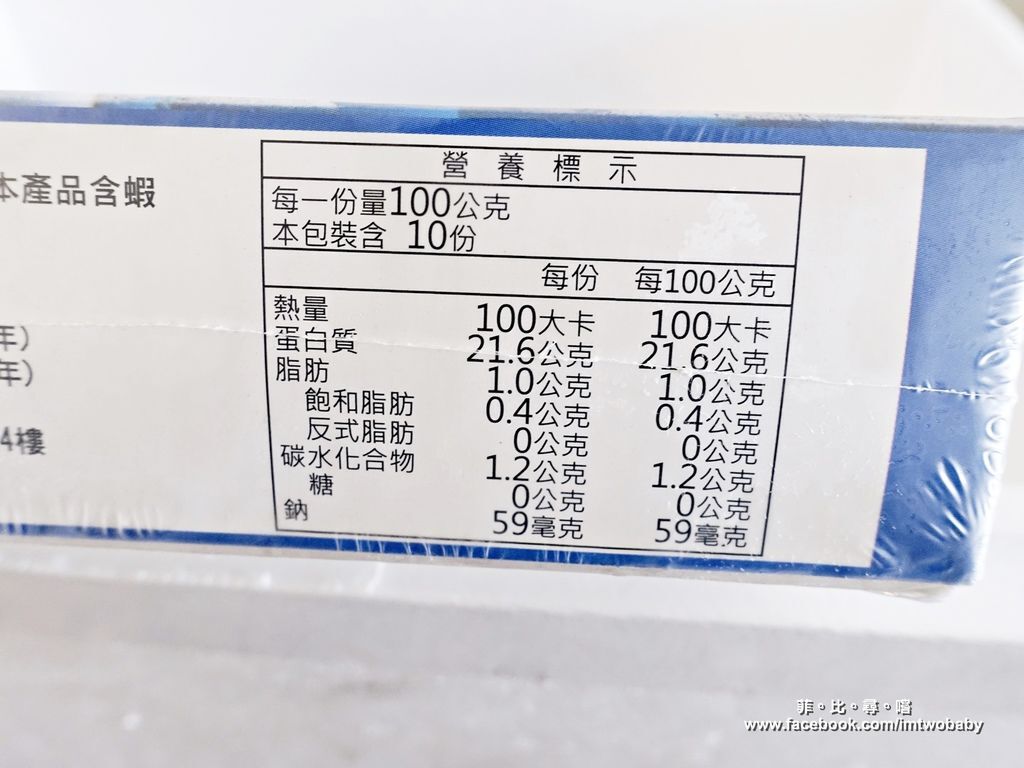 本產品含蝦
年)
年)
4樓
營養標示
每一份量100公克
本包裝含 10份
每份 每100公克
熱量 100大卡 100大卡
蛋白質 21.6公克 21.6公克
脂肪 1.0公克 1.0公克
飽和脂肪 0.4公克 0.4公克
反式脂肪 0公克 0公克
碳水化合物 1.2公克 1.2公克
糖 0公克 0公克
鈉 59毫克 59毫克
菲。比。尋。嚐
www.facebook.com/imtwobaby